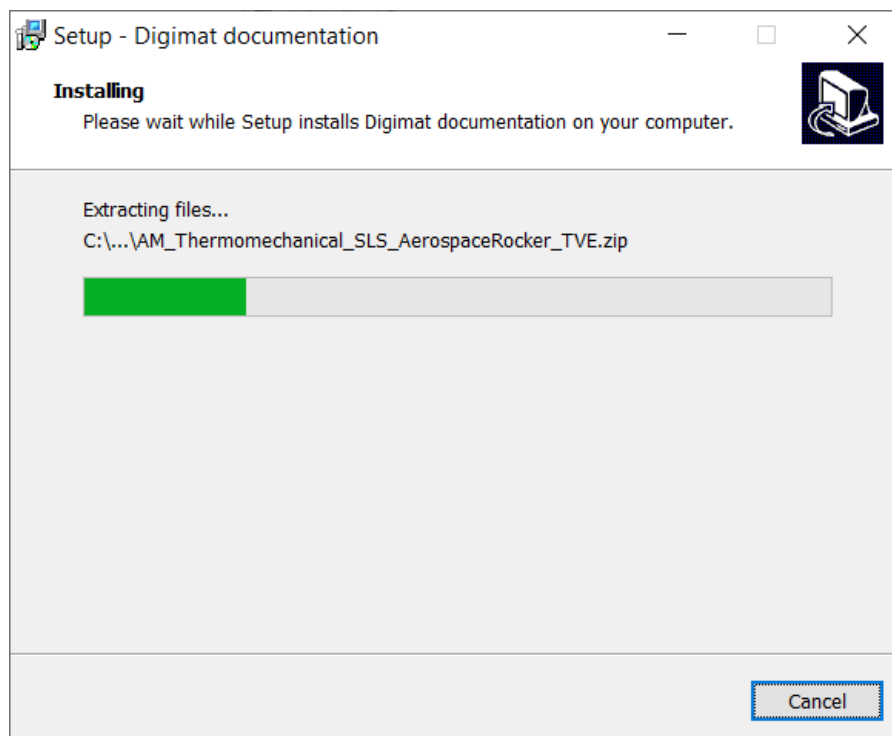 Setup - Digimat documentation
Installing
Please wait while Setup installs Digimat documentation on your computer.
Extracting files...
C:\...\AM_Thermomechanical_SLS_AerospaceRocker_TVE.zip
Cancel